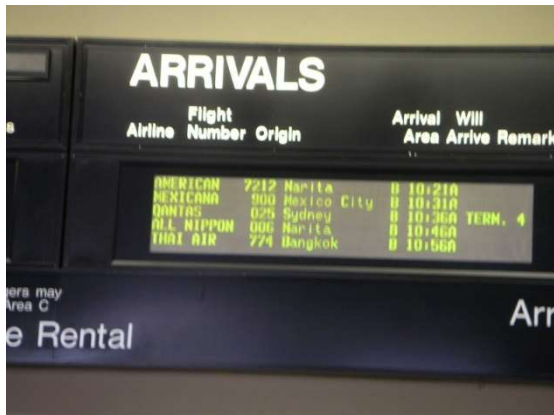 ARRIVALS
Flight Arrival Will
Airline Number Origin Area Arrive Remark
s
AMERICAN 7212 Narita B 10:21A
MEXICANA 900 Mexico City B 10:31A
QANTAS 025 Sydney B 10:36A TERM. 4
ALL NIPPON 006 Narita B 10:46A
THAI AIR 774 Bangkok B 10:56A
gers may
Area C
e Rental
Arr